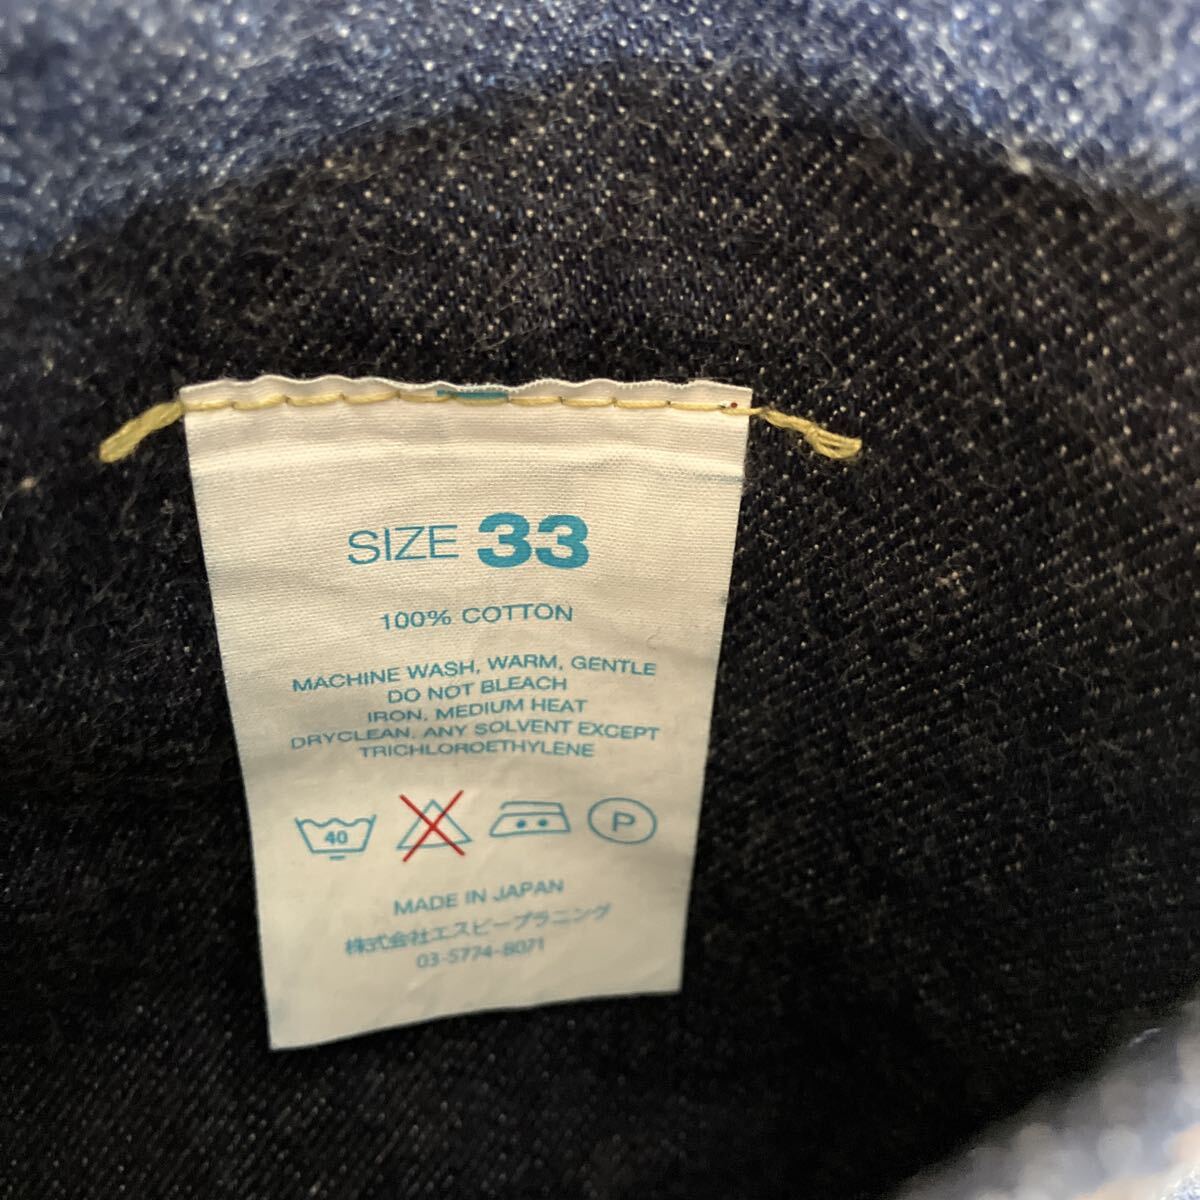 SIZE 33
100% COTTON
MACHINE WASH, WARM, GENTLE
DO NOT BLEACH
IRON, MEDIUM HEAT
DRYCLEAN, ANY SOLVENT EXCEPT
TRICHLOROETHYLENE
40 P
MADE IN JAPAN
株式会社エスピープラニング
03-5774-8071